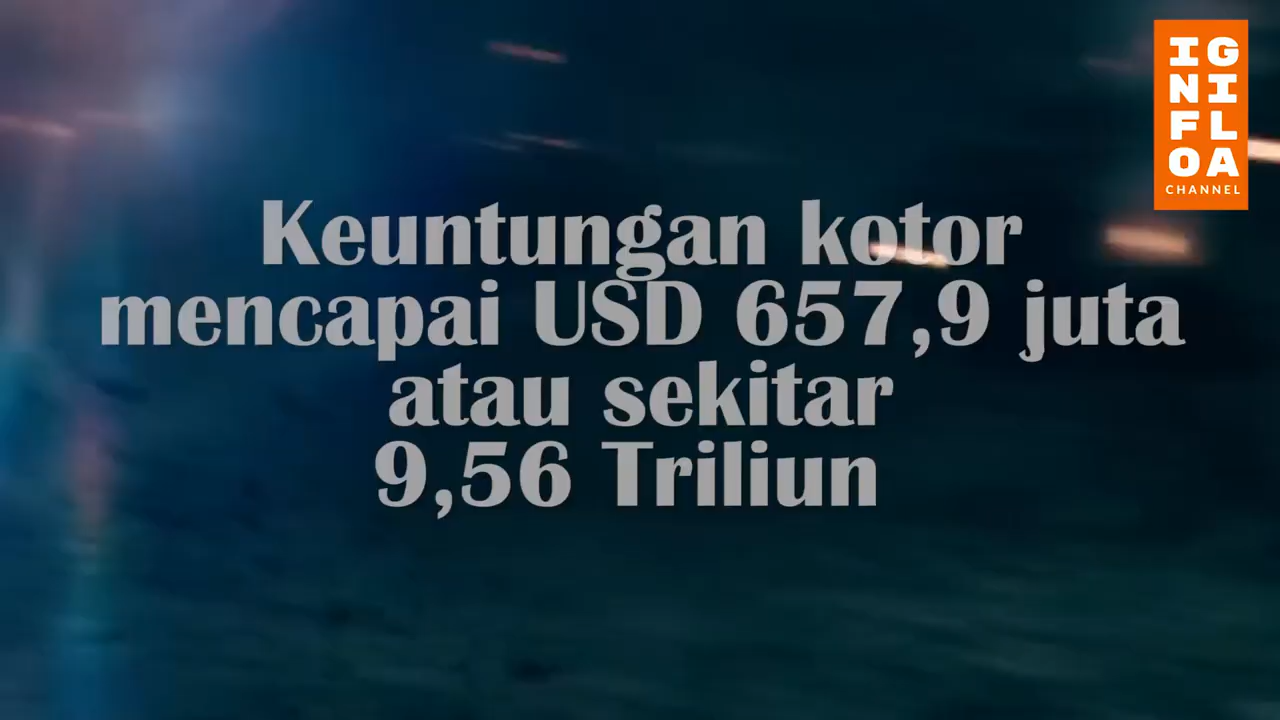 Keuntungan kotor
mencapai USD 657,9 juta
atau sekitar
9,56 Triliun
IG
NI
FL
OA
CHANNEL